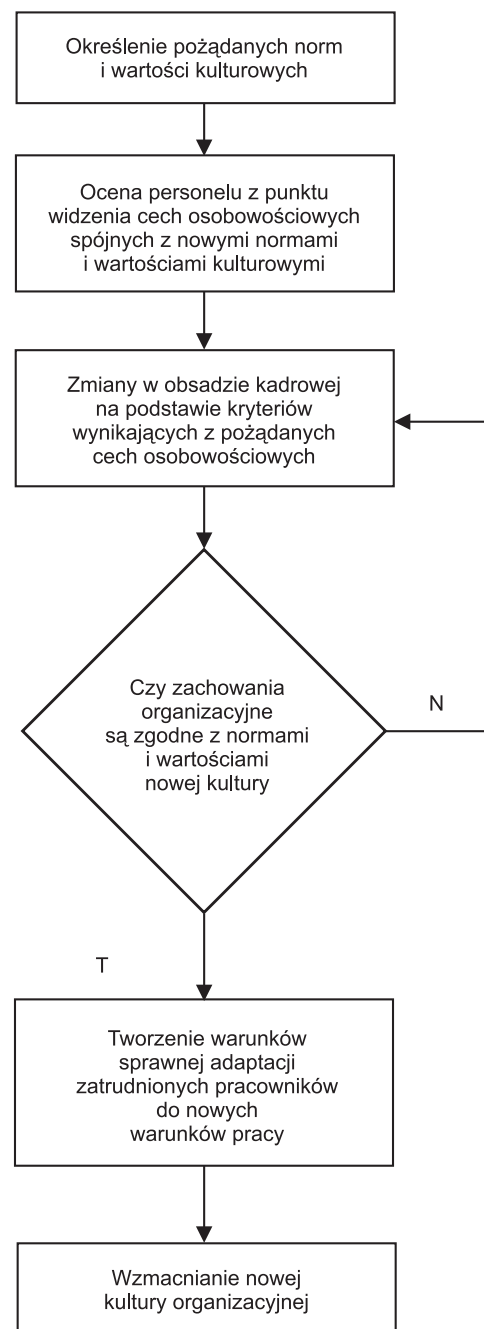 Określenie pożądanych norm
i wartości kulturowych
Ocena personelu z punktu
widzenia cech osobowościowych
spójnych z nowymi normami
i wartościami kulturowymi
Zmiany w obsadzie kadrowej
na podstawie kryteriów
wynikających z pożądanych
cech osobowościowych
Czy zachowania
organizacyjne
są zgodne z normami
i wartościami
nowej kultury
N
T
Tworzenie warunków
sprawnej adaptacji
zatrudnionych pracowników
do nowych
warunków pracy
Wzmacnianie nowej
kultury organizacyjnej